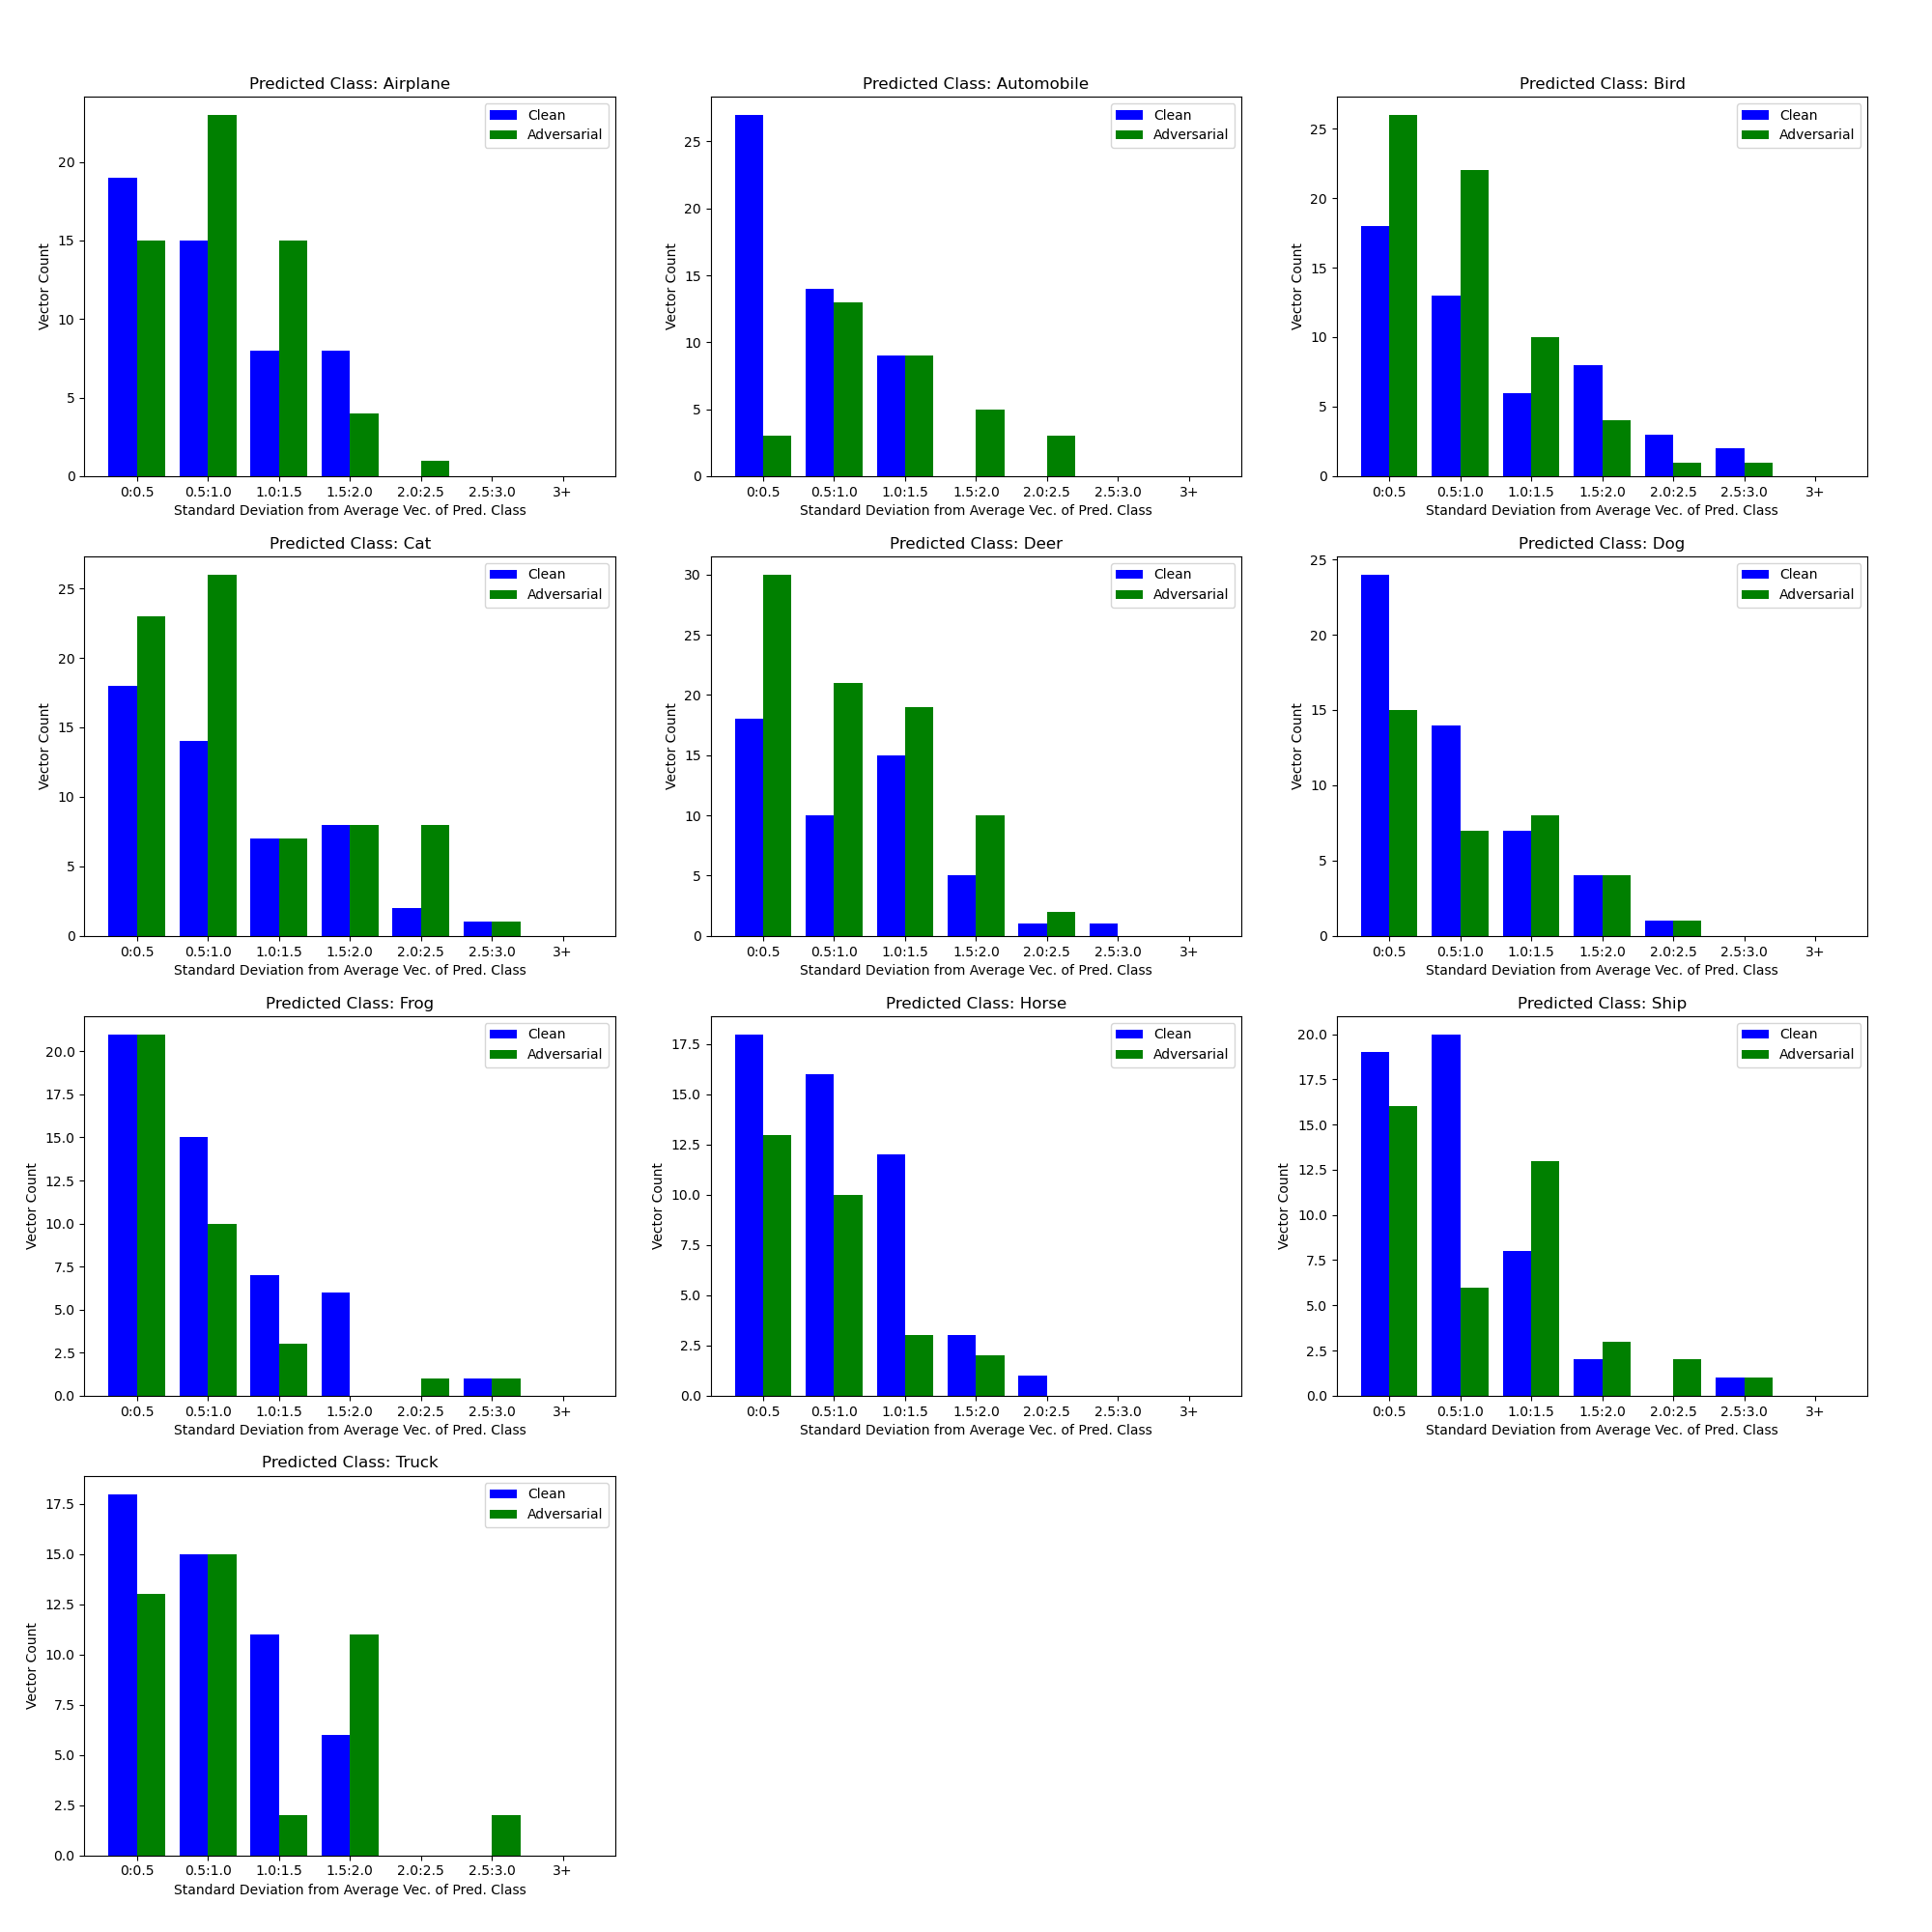 Predicted Class: Airplane
Clean
Adversarial
20
15
10
5
0
Vector Count
0:0.5 0.5:1.0 1.0:1.5 1.5:2.0 2.0:2.5 2.5:3.0 3+
Standard Deviation from Average Vec. of Pred. Class
Predicted Class: Automobile
Clean
Adversarial
25
20
15
10
5
0
Vector Count
0:0.5 0.5:1.0 1.0:1.5 1.5:2.0 2.0:2.5 2.5:3.0 3+
Standard Deviation from Average Vec. of Pred. Class
Predicted Class: Bird
Clean
Adversarial
25
20
15
10
5
0
Vector Count
0:0.5 0.5:1.0 1.0:1.5 1.5:2.0 2.0:2.5 2.5:3.0 3+
Standard Deviation from Average Vec. of Pred. Class
Predicted Class: Cat
Clean
Adversarial
25
20
15
10
5
0
Vector Count
0:0.5 0.5:1.0 1.0:1.5 1.5:2.0 2.0:2.5 2.5:3.0 3+
Standard Deviation from Average Vec. of Pred. Class
Predicted Class: Deer
Clean
Adversarial
30
25
20
15
10
5
0
Vector Count
0:0.5 0.5:1.0 1.0:1.5 1.5:2.0 2.0:2.5 2.5:3.0 3+
Standard Deviation from Average Vec. of Pred. Class
Predicted Class: Dog
Clean
Adversarial
25
20
15
10
5
0
Vector Count
0:0.5 0.5:1.0 1.0:1.5 1.5:2.0 2.0:2.5 2.5:3.0 3+
Standard Deviation from Average Vec. of Pred. Class
Predicted Class: Frog
Clean
Adversarial
20.0
17.5
15.0
12.5
10.0
7.5
5.0
2.5
0.0
Vector Count
0:0.5 0.5:1.0 1.0:1.5 1.5:2.0 2.0:2.5 2.5:3.0 3+
Standard Deviation from Average Vec. of Pred. Class
Predicted Class: Horse
Clean
Adversarial
17.5
15.0
12.5
10.0
7.5
5.0
2.5
0.0
Vector Count
0:0.5 0.5:1.0 1.0:1.5 1.5:2.0 2.0:2.5 2.5:3.0 3+
Standard Deviation from Average Vec. of Pred. Class
Predicted Class: Ship
Clean
Adversarial
20.0
17.5
15.0
12.5
10.0
7.5
5.0
2.5
0.0
Vector Count
0:0.5 0.5:1.0 1.0:1.5 1.5:2.0 2.0:2.5 2.5:3.0 3+
Standard Deviation from Average Vec. of Pred. Class
Predicted Class: Truck
Clean
Adversarial
17.5
15.0
12.5
10.0
7.5
5.0
2.5
0.0
Vector Count
0:0.5 0.5:1.0 1.0:1.5 1.5:2.0 2.0:2.5 2.5:3.0 3+
Standard Deviation from Average Vec. of Pred. Class